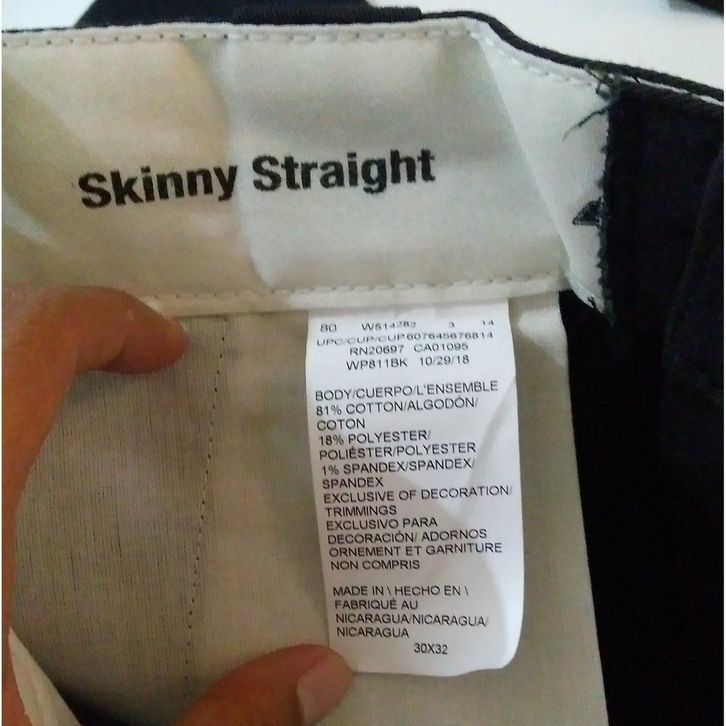 Skinny Straight
80 W514282 3 14
UPC/CUP/CUP 607645676814
RN20697 CA01095
WP811BK 10/29/18
BODY/CUERPO/L'ENSEMBLE
81% COTTON/ALGODÓN/
COTON
18% POLYESTER/
POLIÉSTER/POLYESTER
1% SPANDEX/SPANDEX/
SPANDEX
EXCLUSIVE OF DECORATION/
TRIMMINGS
EXCLUSIVO PARA
DECORACIÓN/ ADORNOS
ORNEMENT ET GARNITURE
NON COMPRIS
MADE IN \ HECHO EN \
FABRIQUÉ AU
NICARAGUA/NICARAGUA/
NICARAGUA
30X32